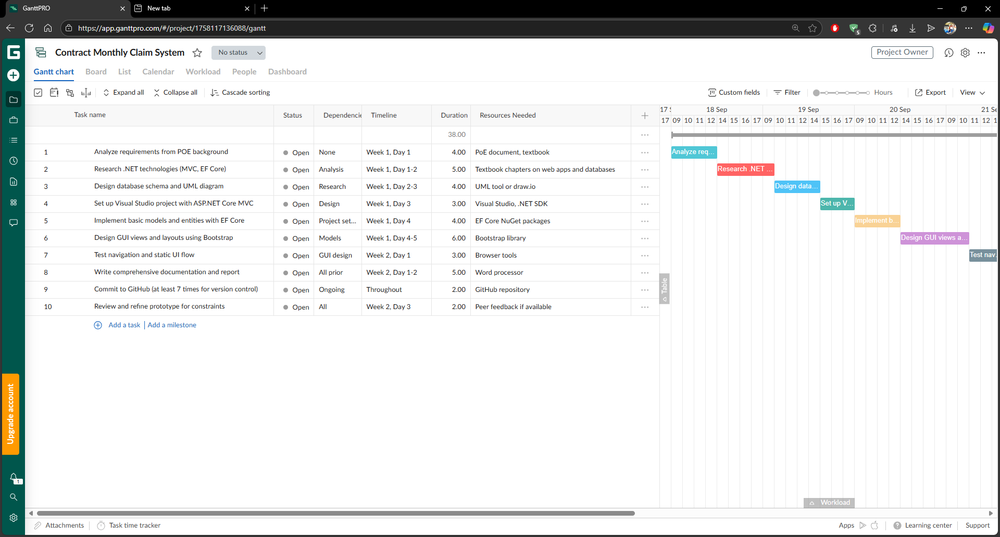 GanttPRO
New tab
https://app.ganttpro.com/#/project/1758117136088/gantt
5
Contract Monthly Claim System
No status
Project Owner
Gantt chart Board List Calendar Workload People Dashboard
Expand all Collapse all Cascade sorting
Custom fields Filter Hours Export View
Task name Status Dependencie Timeline Duration Resources Needed
17 S 18 Sep 19 Sep 20 Sep 21 Se
17 09 10 11 12 14 15 16 17 09 10 11 12 14 15 16 17 09 10 11 12 14 15 16 17 09 10 11 12 1
38.00
1 Analyze requirements from POE background Open None Week 1, Day 1 4.00 PoE document, textbook Analyze req...
2 Research .NET technologies (MVC, EF Core) Open Analysis Week 1, Day 1-2 5.00 Textbook chapters on web apps and databases Research .NET ...
3 Design database schema and UML diagram Open Research Week 1, Day 2-3 4.00 UML tool or draw.io Design data...
4 Set up Visual Studio project with ASP.NET Core MVC Open Design Week 1, Day 3 3.00 Visual Studio, .NET SDK Set up V...
5 Implement basic models and entities with EF Core Open Project set... Week 1, Day 4 4.00 EF Core NuGet packages Implement b...
6 Design GUI views and layouts using Bootstrap Open Models Week 1, Day 4-5 6.00 Bootstrap library Design GUI views a...
7 Test navigation and static UI flow Open GUI design Week 2, Day 1 3.00 Browser tools Test nav.
8 Write comprehensive documentation and report Open All prior Week 2, Day 1-2 5.00 Word processor
9 Commit to GitHub (at least 7 times for version control) Open Ongoing Throughout 2.00 GitHub repository
10 Review and refine prototype for constraints Open All Week 2, Day 3 2.00 Peer feedback if available
Add a task | Add a milestone
Table
Upgrade account
1
Workload
Attachments Task time tracker
Apps Learning center Support